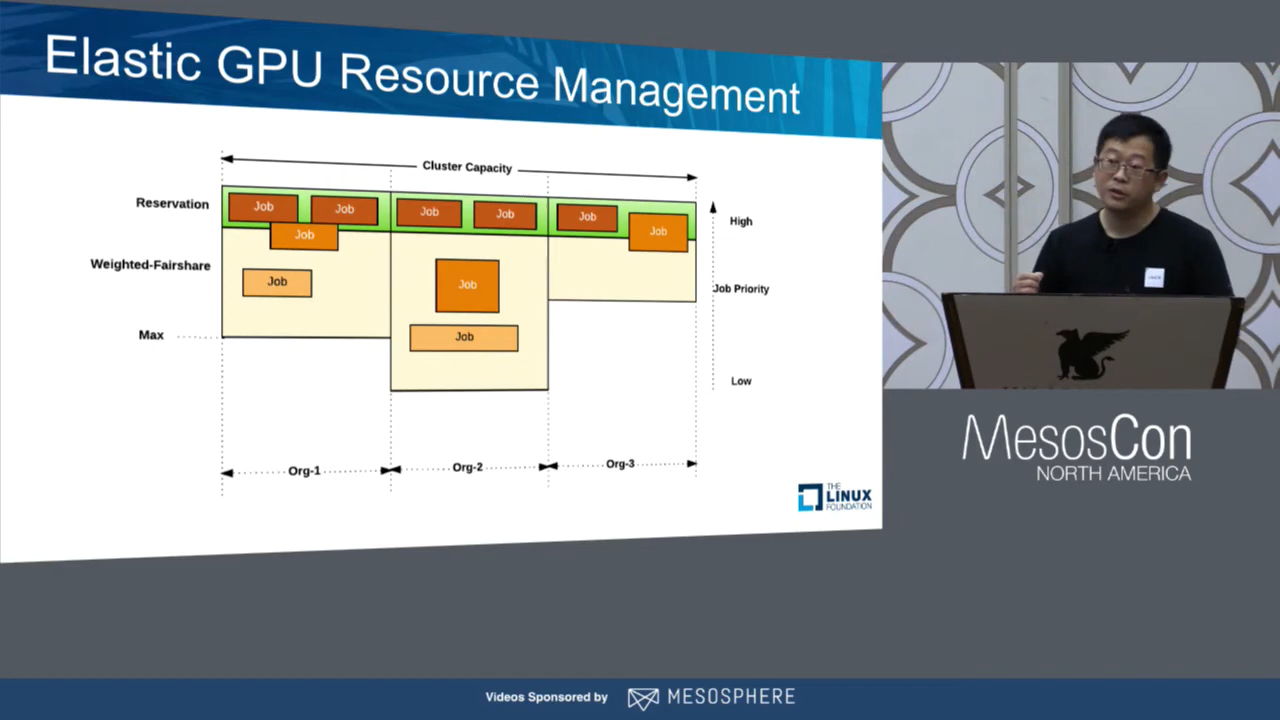 Elastic GPU Resource Management
Cluster Capacity
Reservation
Job
Job
Job
Job
Job
Job
High
Job
Weighted-Fairshare
Job
Job
Job Priority
Max
Job
Low
Org-1
Org-2
Org-3
THE
LINUX
FOUNDATION
MesosCon
NORTH AMERICA
Videos Sponsored by
MESOSPHERE